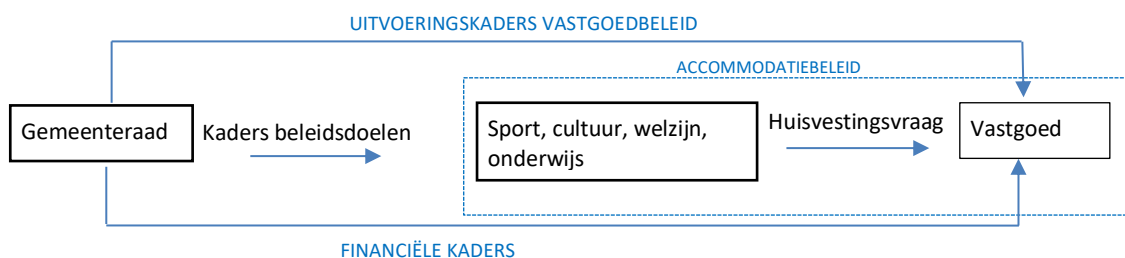 UITVOERINGSKADERS VASTGOEDBELEID
ACCOMMODATIEBELEID
Gemeenteraad
Kaders beleidsdoelen
Sport, cultuur, welzijn,
onderwijs
Huisvestingsvraag
Vastgoed
FINANCIËLE KADERS